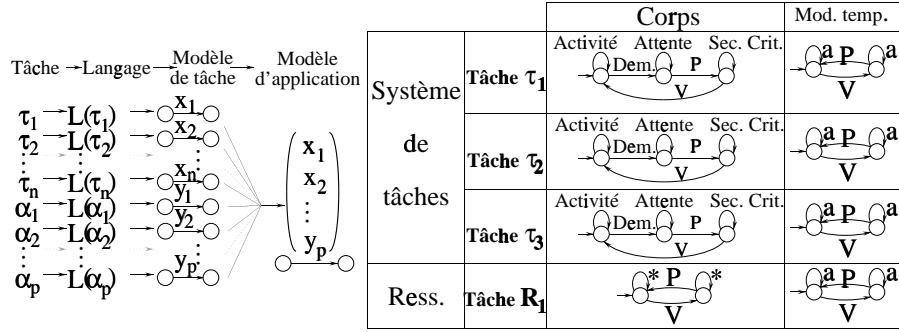 Tâche Langage Modèle de tâche Modèle d'application
τ1 L(τ1) x1
τ2 L(τ2) x2
⋮ ⋮ ⋮
τn L(τn) xn
α1 L(α1) y1
α2 L(α2) y2
⋮ ⋮ ⋮
αp L(αp) yp
x1
x2
⋮
yp
Corps Mod. temp.
Système de tâches
Tâche τ1 Activité Attente Sec. Crit. Dem. P V a P a V
Tâche τ2 Activité Attente Sec. Crit. Dem. P V a P a V
Tâche τ3 Activité Attente Sec. Crit. Dem. P V a P a V
Ress. Tâche R1 * P * V a P a V